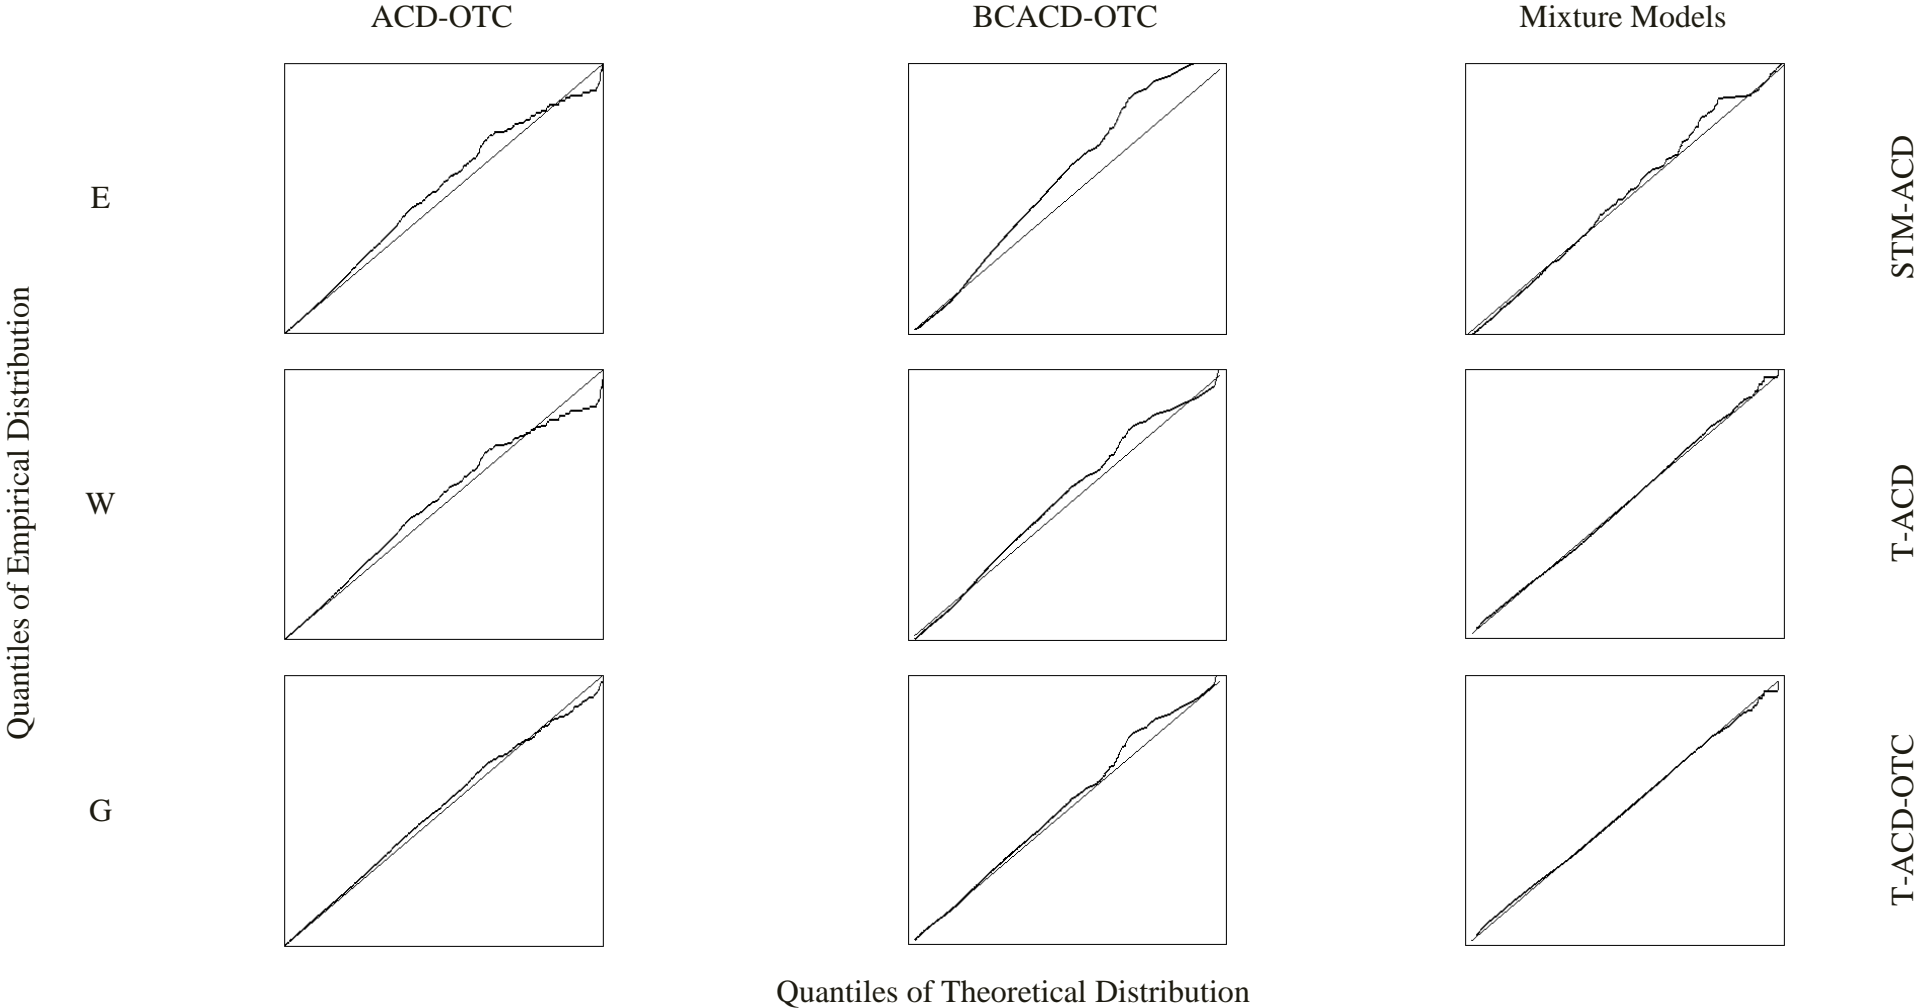 ACD-OTC
BCACD-OTC
Mixture Models
E
STM-ACD
Quantiles of Empirical Distribution
W
T-ACD
G
T-ACD-OTC
Quantiles of Theoretical Distribution